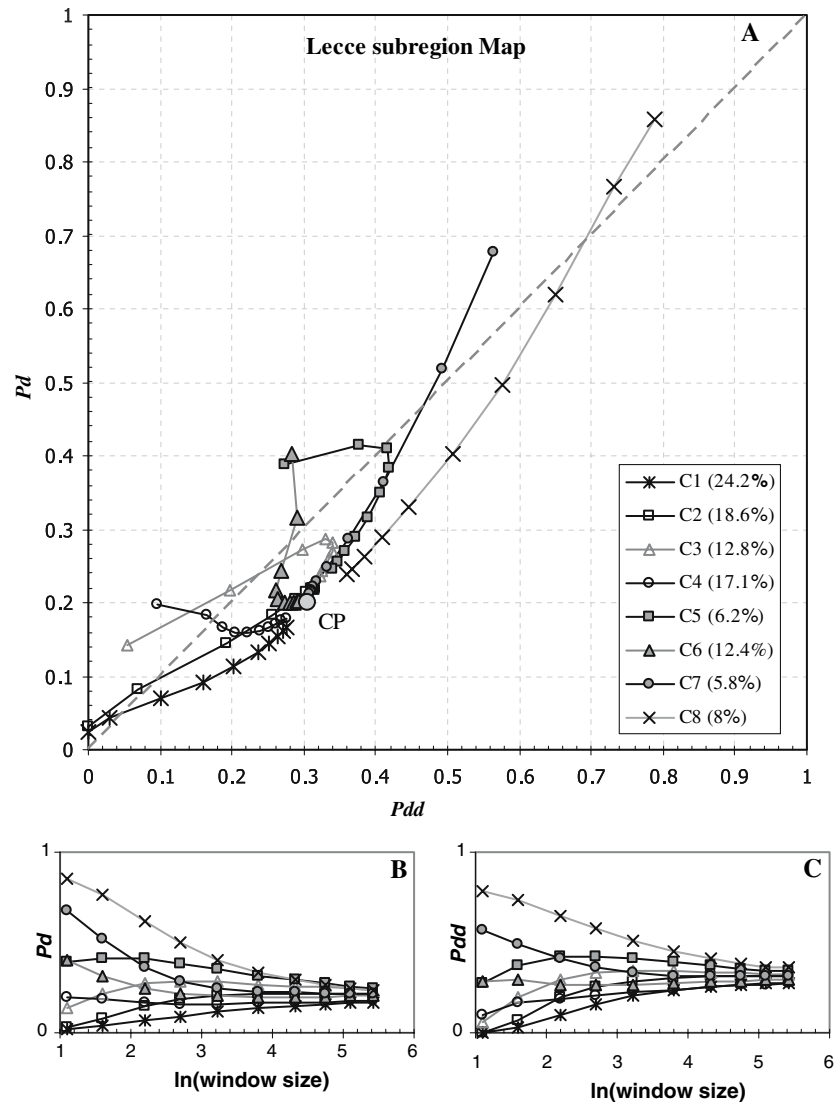 Lecce subregion Map
A
1
0.9
0.8
0.7
0.6
0.5
0.4
0.3
0.2
0.1
0
Pd
CP
C1 (24.2%)
C2 (18.6%)
C3 (12.8%)
C4 (17.1%)
C5 (6.2%)
C6 (12.4%)
C7 (5.8%)
C8 (8%)
0 0.1 0.2 0.3 0.4 0.5 0.6 0.7 0.8 0.9 1
Pdd
B
1
Pd
0
1 2 3 4 5 6
ln(window size)
C
1
Pdd
0
1 2 3 4 5 6
ln(window size)